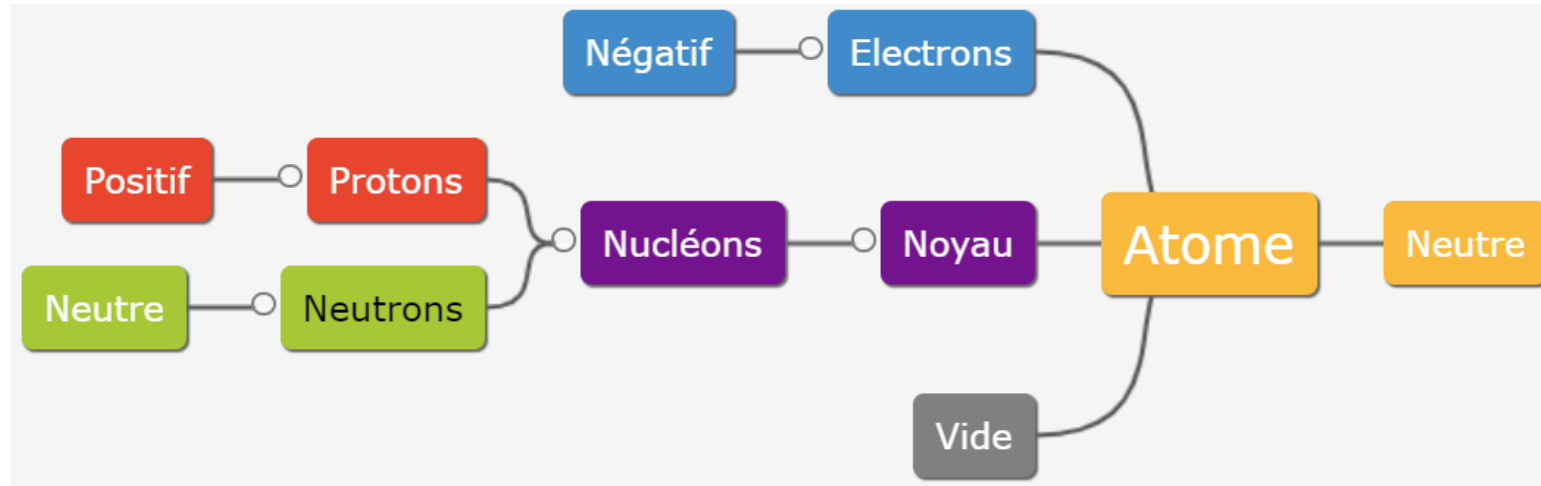 Négatif
Electrons
Positif
Protons
Nucléons
Noyau
Atome
Neutre
Neutre
Neutrons
Vide